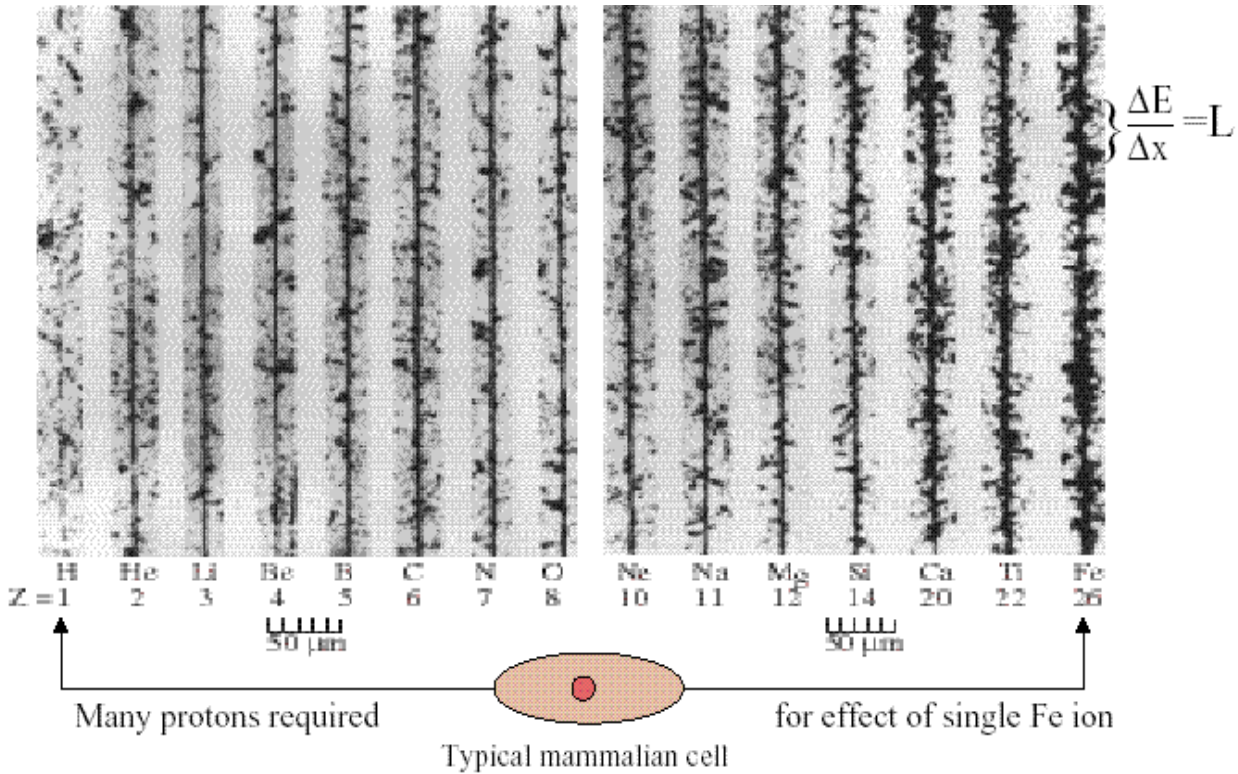 ΔE
Δx
=L
H He Li Be B C N O Ne Na Mg Si Ca Ti Fe
Z =1 2 3 4 5 6 7 8 10 11 12 14 20 22 26
50 μm 50 μm
Many protons required for effect of single Fe ion
Typical mammalian cell